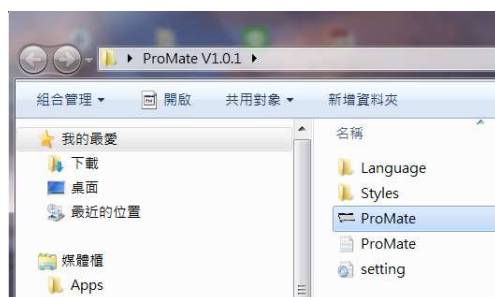 ProMate V1.0.1
組合管理 開啟 共用對象 新增資料夾
我的最愛
下載
桌面
最近的位置
媒體櫃
Apps
名稱
Language
Styles
ProMate
ProMate
setting